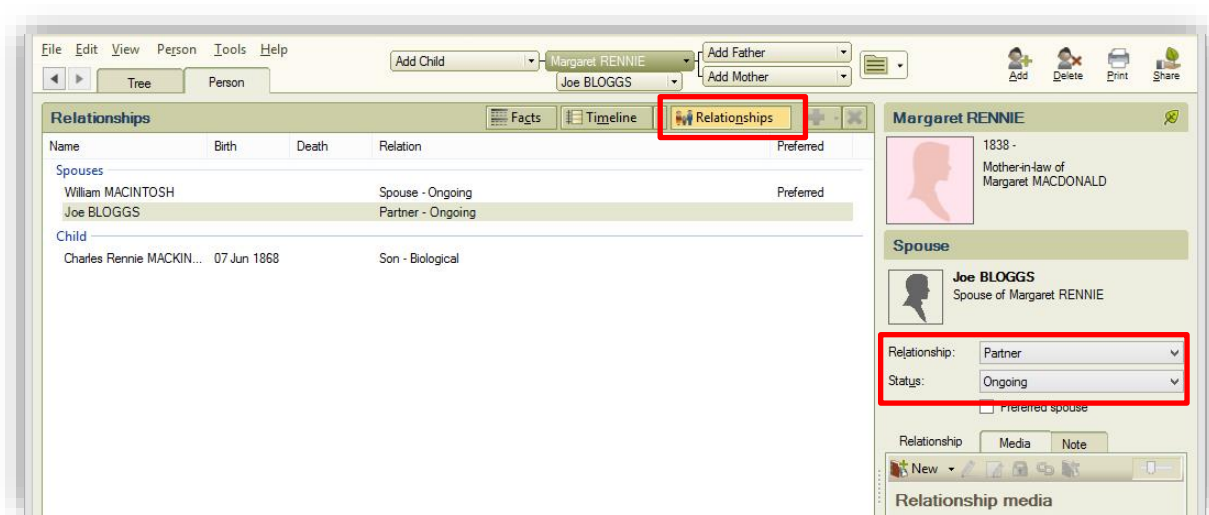 File Edit View Person Tools Help
Add Child
Margaret RENNIE
Joe BLOGGS
Add Father
Add Mother
Add
Delete
Print
Share
Tree
Person
Relationships
Facts
Timeline
Relationships
Name Birth Death Relation Preferred
Spouses
William MACINTOSH Spouse - Ongoing Preferred
Joe BLOGGS Partner - Ongoing
Child
Charles Rennie MACKIN... 07 Jun 1868 Son - Biological
Margaret RENNIE
1838 -
Mother-in-law of
Margaret MACDONALD
Spouse
Joe BLOGGS
Spouse of Margaret RENNIE
Relationship: Partner
Status: Ongoing
Preferred spouse
Relationship Media Note
New
Relationship media